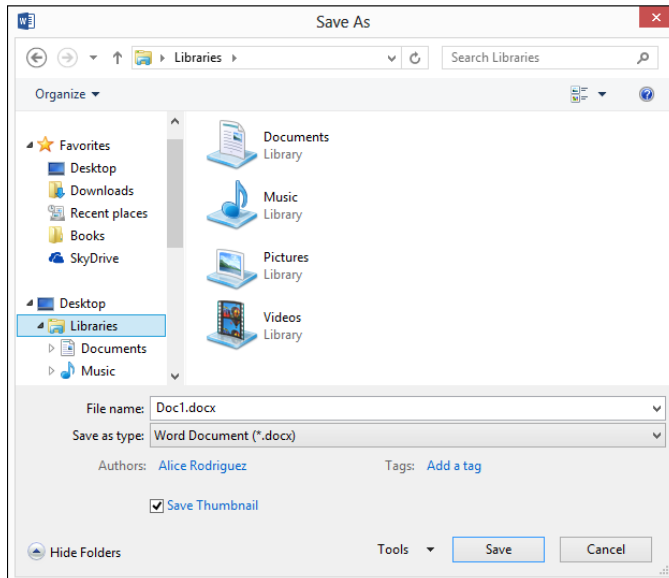 Save As
Libraries
Search Libraries
Organize
Favorites
Desktop
Downloads
Recent places
Books
SkyDrive
Desktop
Libraries
Documents
Music
Documents
Library
Music
Library
Pictures
Library
Videos
Library
File name: Doc1.docx
Save as type: Word Document (*.docx)
Authors: Alice Rodriguez Tags: Add a tag
Save Thumbnail
Hide Folders Tools Save Cancel